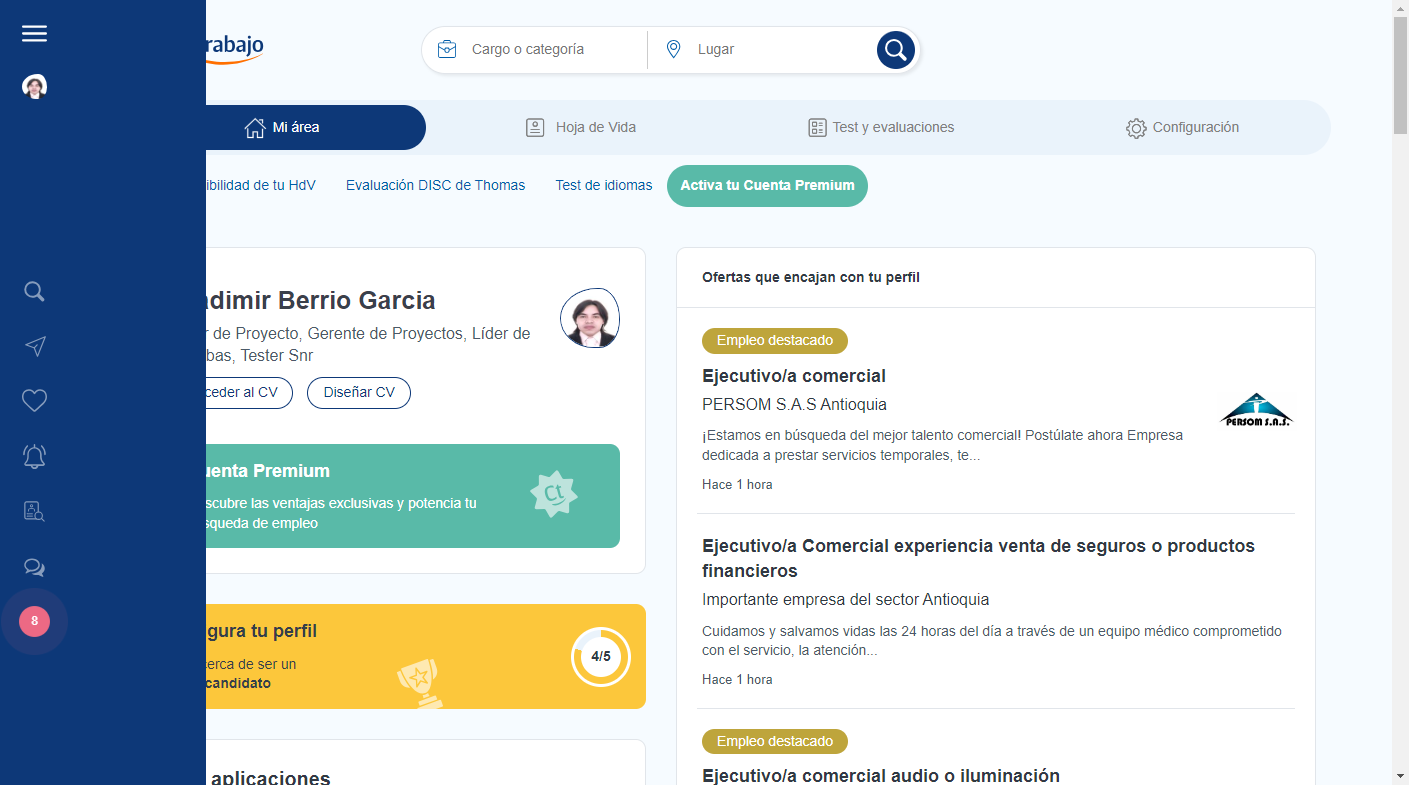 rabajo
Cargo o categoría
Lugar
Mi área
Hoja de Vida
Test y evaluaciones
Configuración
ibilidad de tu HdV
Evaluación DISC de Thomas
Test de idiomas
Activa tu Cuenta Premium
adimir Berrio Garcia
r de Proyecto, Gerente de Proyectos, Líder de
bas, Tester Snr
ceder al CV
Diseñar CV
uenta Premium
scubre las ventajas exclusivas y potencia tu
squeda de empleo
Ct
gura tu perfil
erca de ser un
candidato
4/5
aplicaciones
8
Ofertas que encajan con tu perfil
Empleo destacado
Ejecutivo/a comercial
PERSOM S.A.S Antioquia
¡Estamos en búsqueda del mejor talento comercial! Postúlate ahora Empresa
dedicada a prestar servicios temporales, te...
Hace 1 hora
PERSOM S.A.S.
Ejecutivo/a Comercial experiencia venta de seguros o productos
financieros
Importante empresa del sector Antioquia
Cuidamos y salvamos vidas las 24 horas del día a través de un equipo médico comprometido
con el servicio, la atención...
Hace 1 hora
Empleo destacado
Ejecutivo/a comercial audio o iluminación